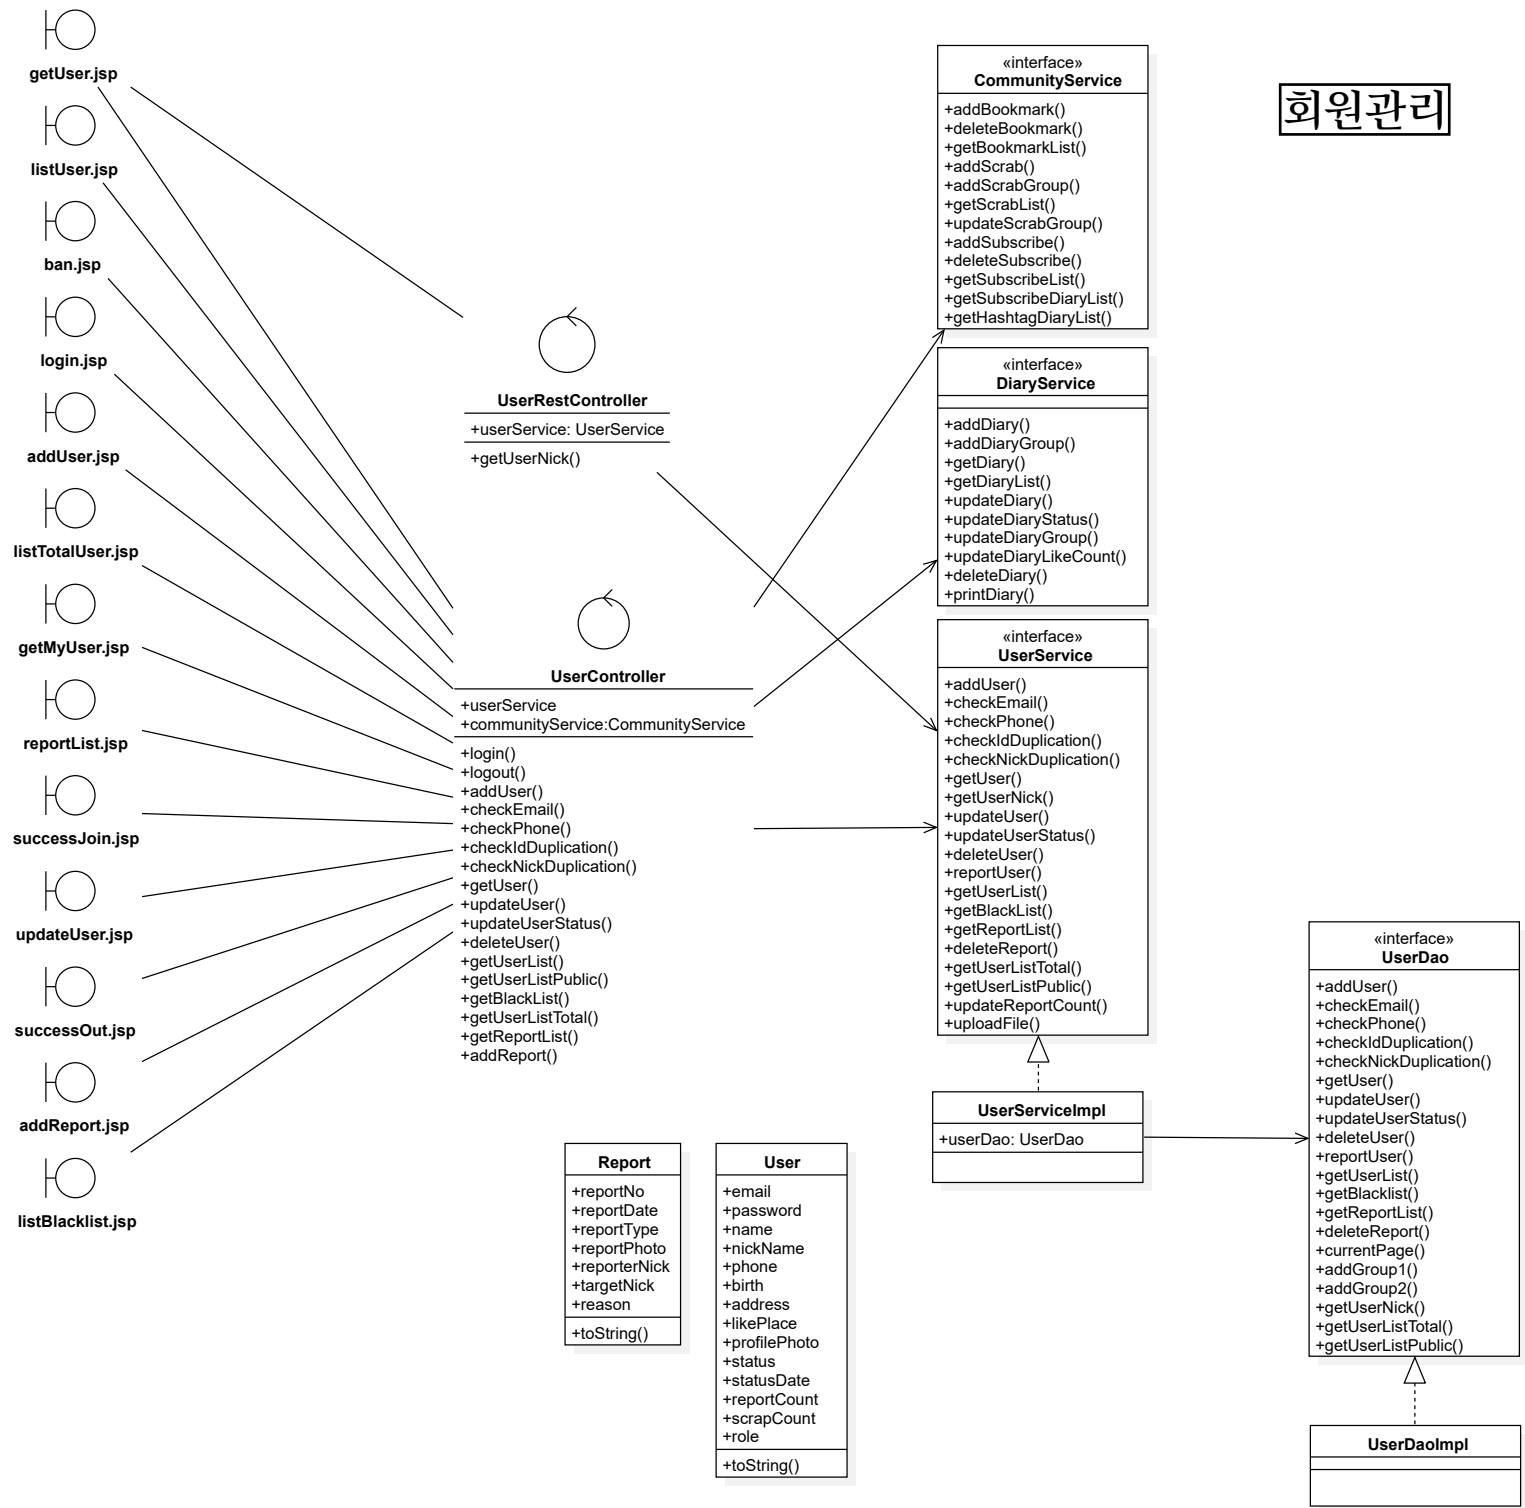 getUser.jsp
listUser.jsp
ban.jsp
login.jsp
addUser.jsp
listTotalUser.jsp
getMyUser.jsp
reportList.jsp
successJoin.jsp
updateUser.jsp
successOut.jsp
addReport.jsp
listBlacklist.jsp
UserRestController
+userService: UserService
+getUserNick()
UserController
+userService
+communityService:CommunityService
+login()
+logout()
+addUser()
+checkEmail()
+checkPhone()
+checkIdDuplication()
+checkNickDuplication()
+getUser()
+updateUser()
+updateUserStatus()
+deleteUser()
+getUserList()
+getUserListPublic()
+getBlackList()
+getUserListTotal()
+getReportList()
+addReport()
Report
+reportNo
+reportDate
+reportType
+reportPhoto
+reporterNick
+targetNick
+reason
+toString()
User
+email
+password
+name
+nickName
+phone
+birth
+address
+likePlace
+profilePhoto
+status
+statusDate
+reportCount
+scrapCount
+role
+toString()
«interface»
CommunityService
+addBookmark()
+deleteBookmark()
+getBookmarkList()
+addScrab()
+addScrabGroup()
+getScrabList()
+updateScrabGroup()
+addSubscribe()
+deleteSubscribe()
+getSubscribeList()
+getSubscribeDiaryList()
+getHashtagDiaryList()
«interface»
DiaryService
+addDiary()
+addDiaryGroup()
+getDiary()
+getDiaryList()
+updateDiary()
+updateDiaryStatus()
+updateDiaryGroup()
+updateDiaryLikeCount()
+deleteDiary()
+printDiary()
«interface»
UserService
+addUser()
+checkEmail()
+checkPhone()
+checkIdDuplication()
+checkNickDuplication()
+getUser()
+getUserNick()
+updateUser()
+updateUserStatus()
+deleteUser()
+reportUser()
+getUserList()
+getBlackList()
+getReportList()
+deleteReport()
+getUserListTotal()
+getUserListPublic()
+updateReportCount()
+uploadFile()
UserServiceImpl
+userDao: UserDao
회원관리
«interface»
UserDao
+addUser()
+checkEmail()
+checkPhone()
+checkIdDuplication()
+checkNickDuplication()
+getUser()
+updateUser()
+updateUserStatus()
+deleteUser()
+reportUser()
+getUserList()
+getBlacklist()
+getReportList()
+deleteReport()
+currentPage()
+addGroup1()
+addGroup2()
+getUserNick()
+getUserListTotal()
+getUserListPublic()
UserDaoImpl